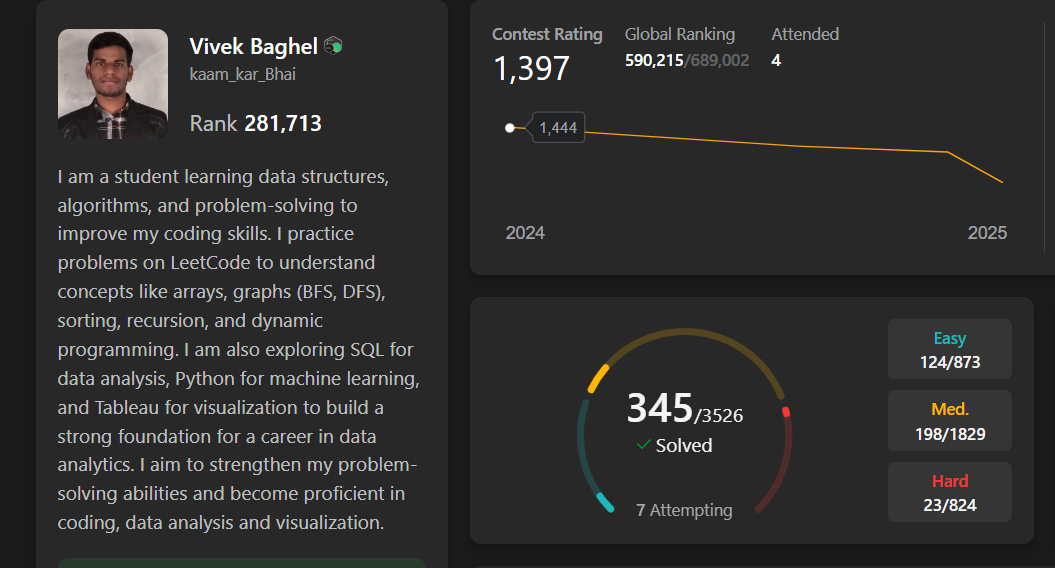 Vivek Baghel
kaam_kar_Bhai
Rank 281,713
I am a student learning data structures,
algorithms, and problem-solving to
improve my coding skills. I practice
problems on LeetCode to understand
concepts like arrays, graphs (BFS, DFS),
sorting, recursion, and dynamic
programming. I am also exploring SQL for
data analysis, Python for machine learning,
and Tableau for visualization to build a
strong foundation for a career in data
analytics. I aim to strengthen my problem-
solving abilities and become proficient in
coding, data analysis and visualization.
Contest Rating
1,397
Global Ranking
590,215/689,002
Attended
4
1,444
2024
2025
345/3526
Solved
7 Attempting
Easy
124/873
Med.
198/1829
Hard
23/824